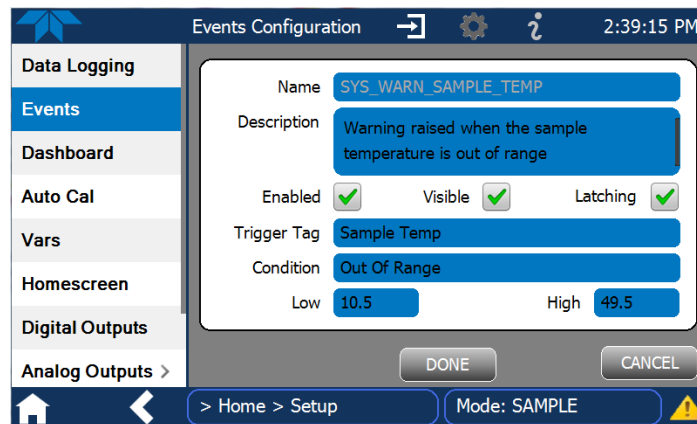 Events Configuration 2:39:15 PM
Data Logging
Events
Dashboard
Auto Cal
Vars
Homescreen
Digital Outputs
Analog Outputs >
Name SYS_WARN_SAMPLE_TEMP
Description Warning raised when the sample
temperature is out of range
Enabled Visible Latching
Trigger Tag Sample Temp
Condition Out Of Range
Low 10.5 High 49.5
DONE CANCEL
> Home > Setup Mode: SAMPLE